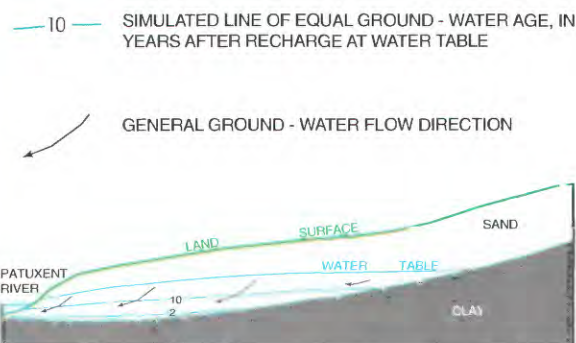 10 SIMULATED LINE OF EQUAL GROUND - WATER AGE, IN
YEARS AFTER RECHARGE AT WATER TABLE
GENERAL GROUND - WATER FLOW DIRECTION
LAND SURFACE
SAND
PATUXENT
RIVER
WATER TABLE
10
2
CLAY